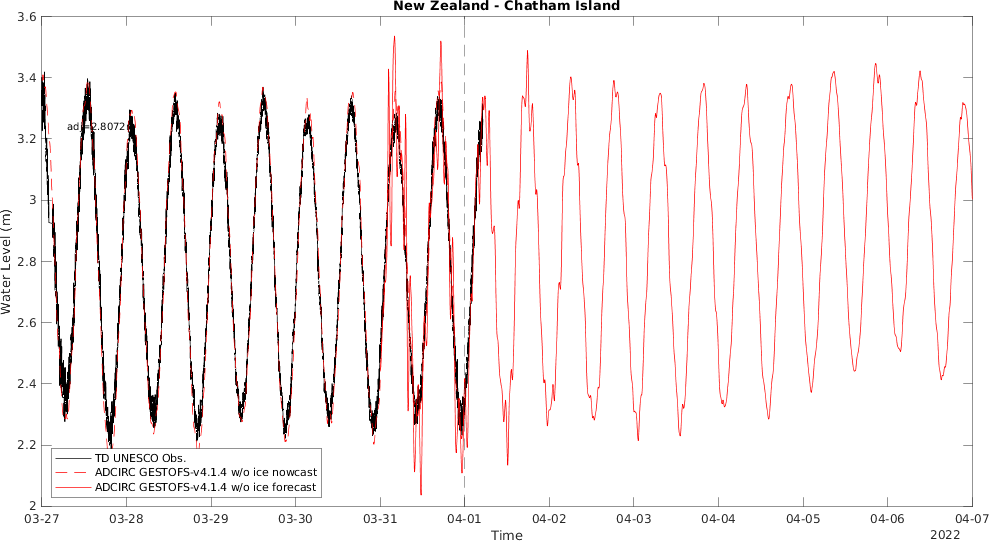 New Zealand - Chatham Island
3.6
3.4
3.2
3
2.8
2.6
2.4
2.2
2
Water Level (m)
adj=2.8072
TD UNESCO Obs.
ADCIRC GESTOFS-v4.1.4 w/o ice nowcast
ADCIRC GESTOFS-v4.1.4 w/o ice forecast
03-27 03-28 03-29 03-30 03-31 04-01 04-02 04-03 04-04 04-05 04-06 04-07
Time
2022